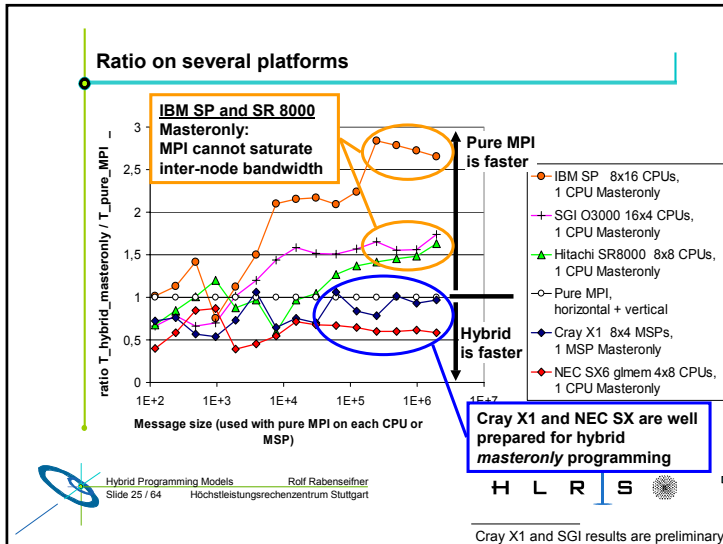 Ratio on several platforms
IBM SP and SR 8000
Masteronly:
MPI cannot saturate
inter-node bandwidth
Pure MPI
is faster
Hybrid
is faster
ratio T_hybrid_masteronly / T_pure_MPI _
3
2,5
2
1,5
1
0,5
0
1E+2
1E+3
1E+4
1E+5
1E+6
1E+7
Message size (used with pure MPI on each CPU or
MSP)
IBM SP 8x16 CPUs,
1 CPU Masteronly
SGI O3000 16x4 CPUs,
1 CPU Masteronly
Hitachi SR8000 8x8 CPUs,
1 CPU Masteronly
Pure MPI,
horizontal + vertical
Cray X1 8x4 MSPs,
1 MSP Masteronly
NEC SX6 glmem 4x8 CPUs,
1 CPU Masteronly
Cray X1 and NEC SX are well
prepared for hybrid
masteronly programming
Hybrid Programming Models Rolf Rabenseifner
Slide 25 / 64 Höchstleistungsrechenzentrum Stuttgart
H L R S
Cray X1 and SGI results are preliminary